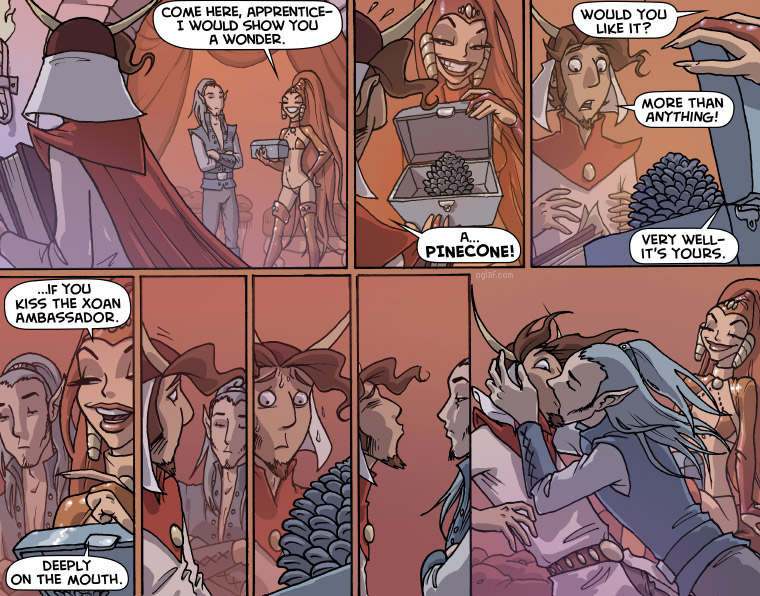 COME HERE, APPRENTICE-
I WOULD SHOW YOU
A WONDER.
A...
PINECONE!
WOULD YOU
LIKE IT?
MORE THAN
ANYTHING!
VERY WELL-
IT'S YOURS.
oglaf.com
...IF YOU
KISS THE XOAN
AMBASSADOR.
DEEPLY
ON THE MOUTH.